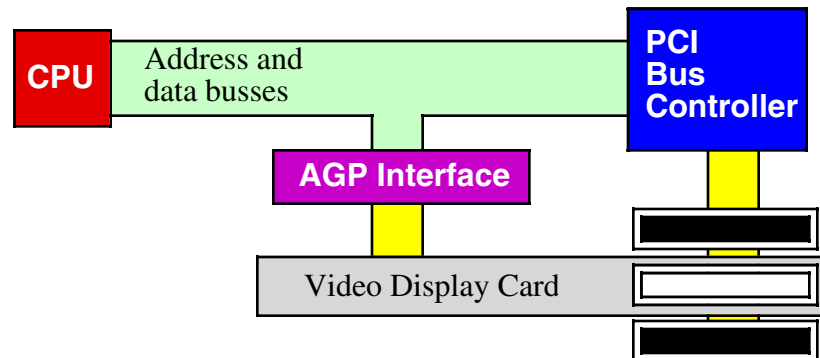 CPU
Address and
data busses
PCI
Bus
Controller
AGP Interface
Video Display Card